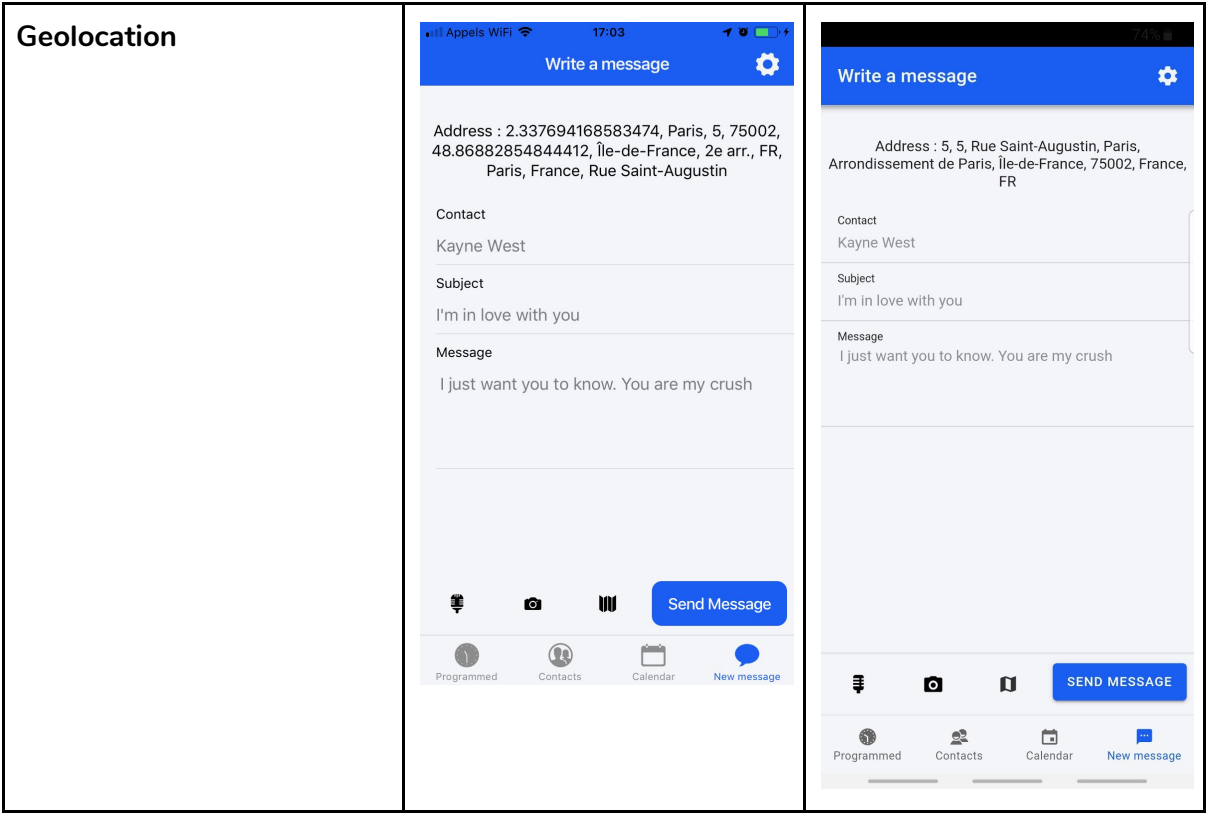 Geolocation
Appels WiFi
17:03
Write a message
Address : 2.337694168583474, Paris, 5, 75002,
48.86882854844412, Île-de-France, 2e arr., FR,
Paris, France, Rue Saint-Augustin
Contact
Kayne West
Subject
I'm in love with you
Message
I just want you to know. You are my crush
Send Message
Programmed
Contacts
Calendar
New message
74%
Write a message
Address : 5, 5, Rue Saint-Augustin, Paris,
Arrondissement de Paris, Île-de-France, 75002, France,
FR
Contact
Kayne West
Subject
I'm in love with you
Message
I just want you to know. You are my crush
SEND MESSAGE
Programmed
Contacts
Calendar
New message